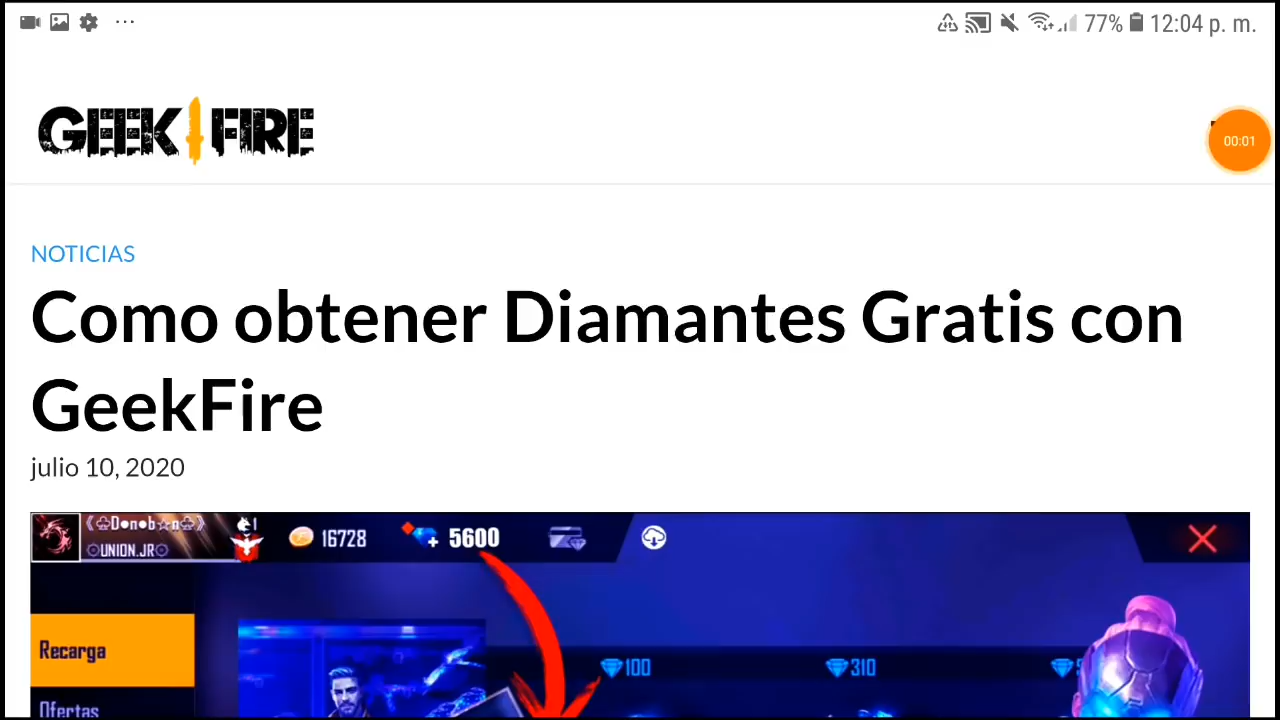 77% 12:04 p. m.
GEEK FIRE
00:01
NOTICIAS
Como obtener Diamantes Gratis con
GeekFire
julio 10, 2020
《♧D●n●b☆n♧》 1
UNION.JR
16728 5600
Recarga
100 310
Ofertas